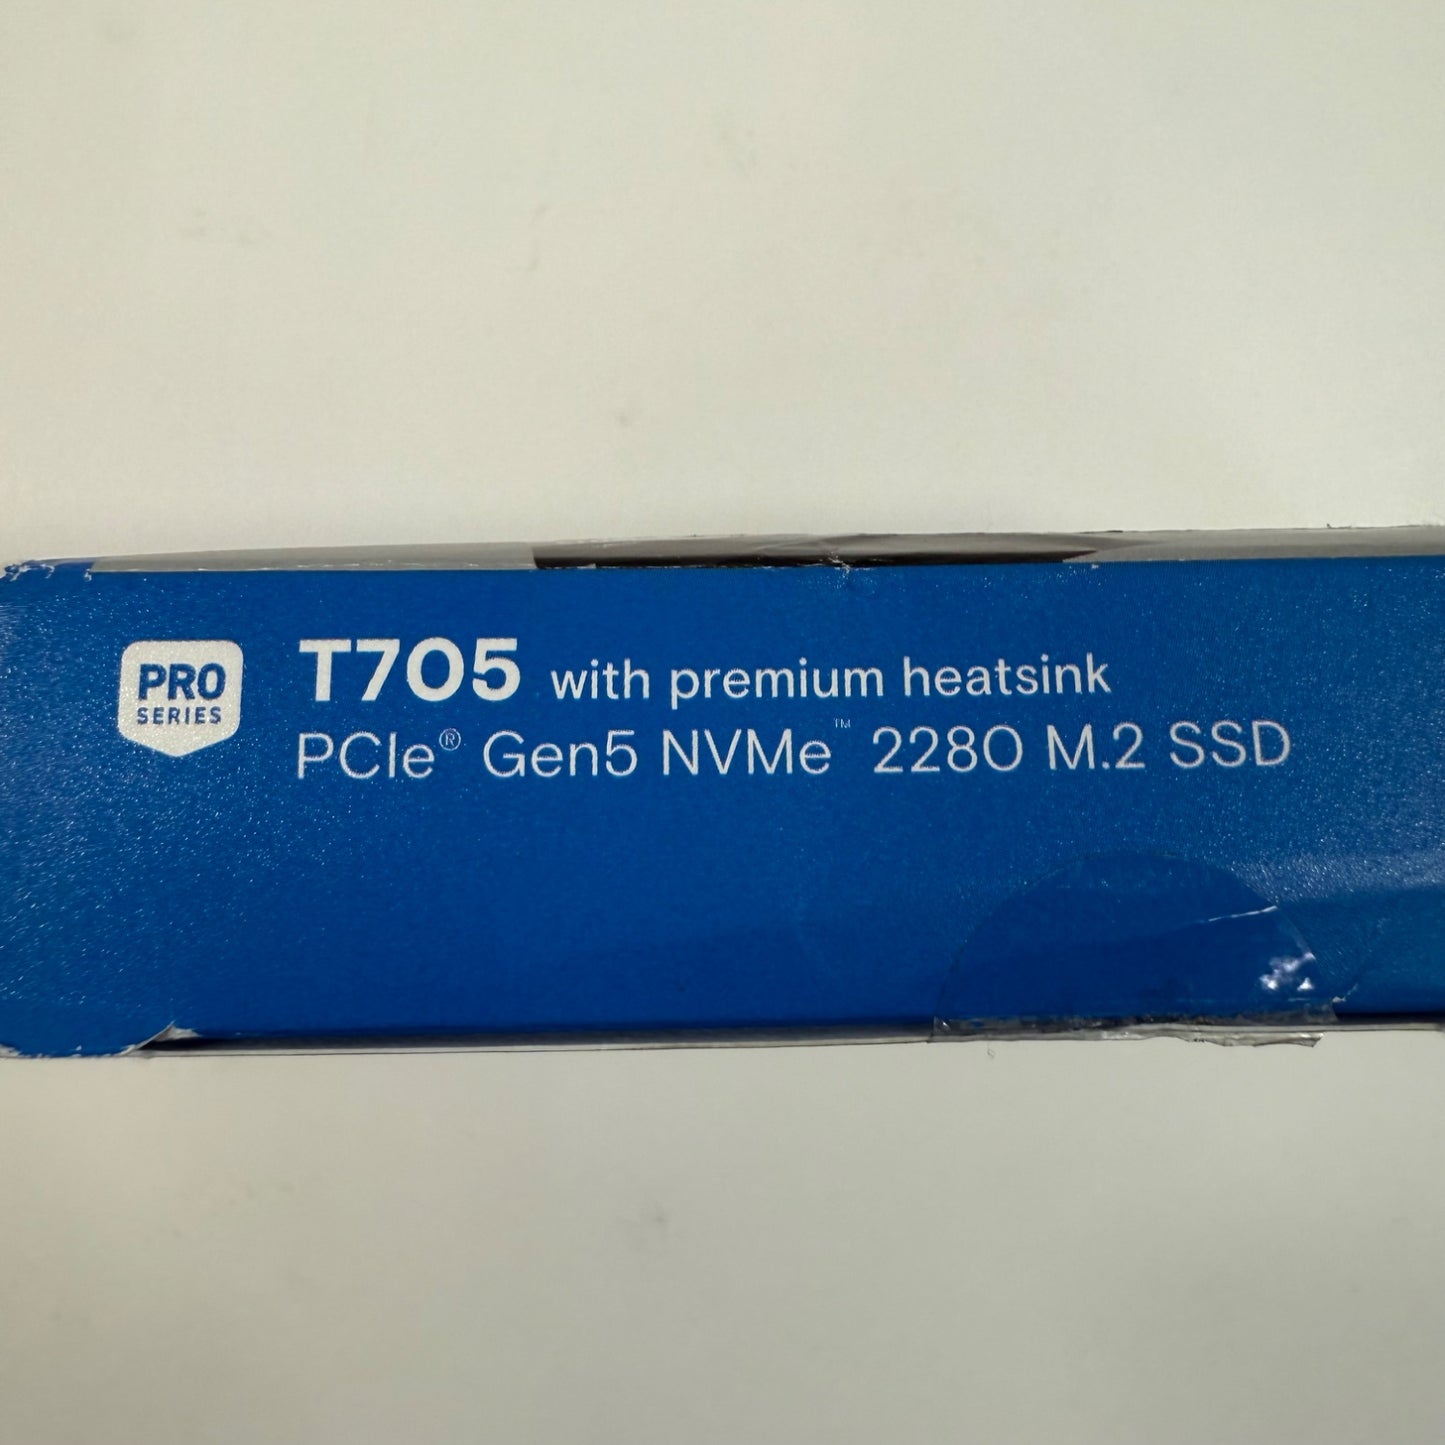 PRO
SERIES
T705 with premium heatsink
PCIe® Gen5 NVMe™ 2280 M.2 SSD